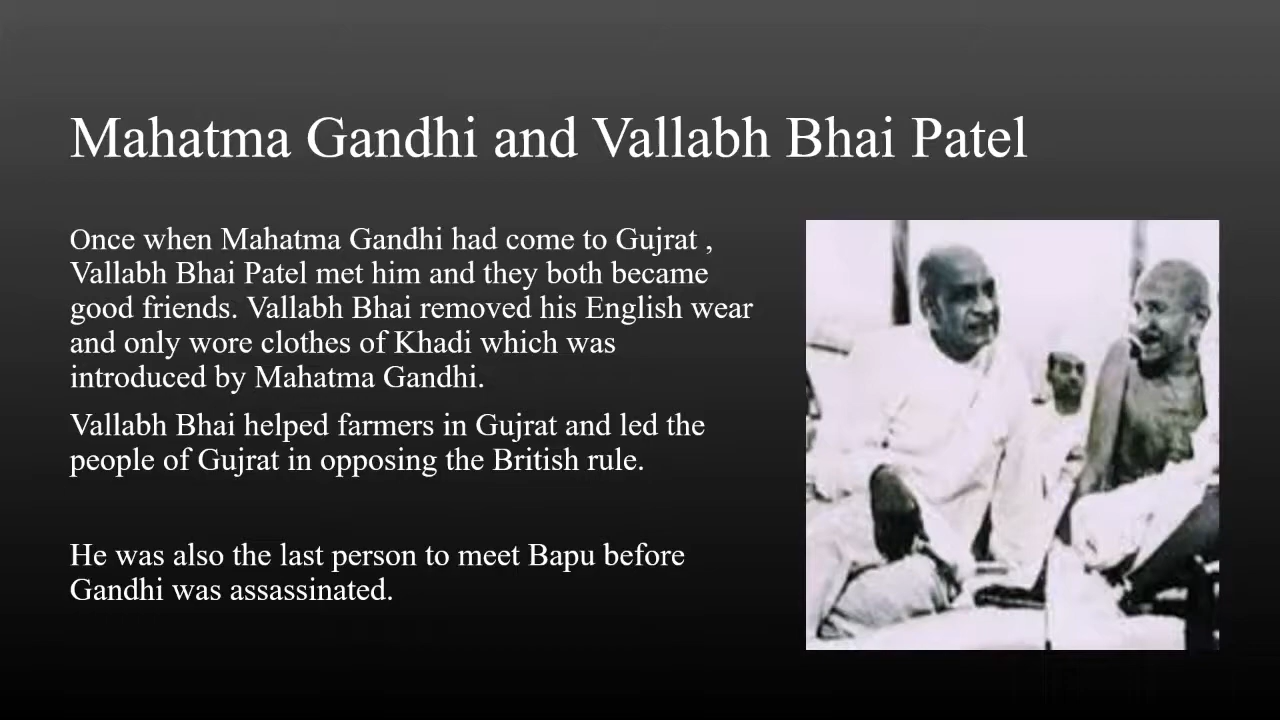 Mahatma Gandhi and Vallabh Bhai Patel
Once when Mahatma Gandhi had come to Gujrat ,
Vallabh Bhai Patel met him and they both became
good friends. Vallabh Bhai removed his English wear
and only wore clothes of Khadi which was
introduced by Mahatma Gandhi.
Vallabh Bhai helped farmers in Gujrat and led the
people of Gujrat in opposing the British rule.
He was also the last person to meet Bapu before
Gandhi was assassinated.